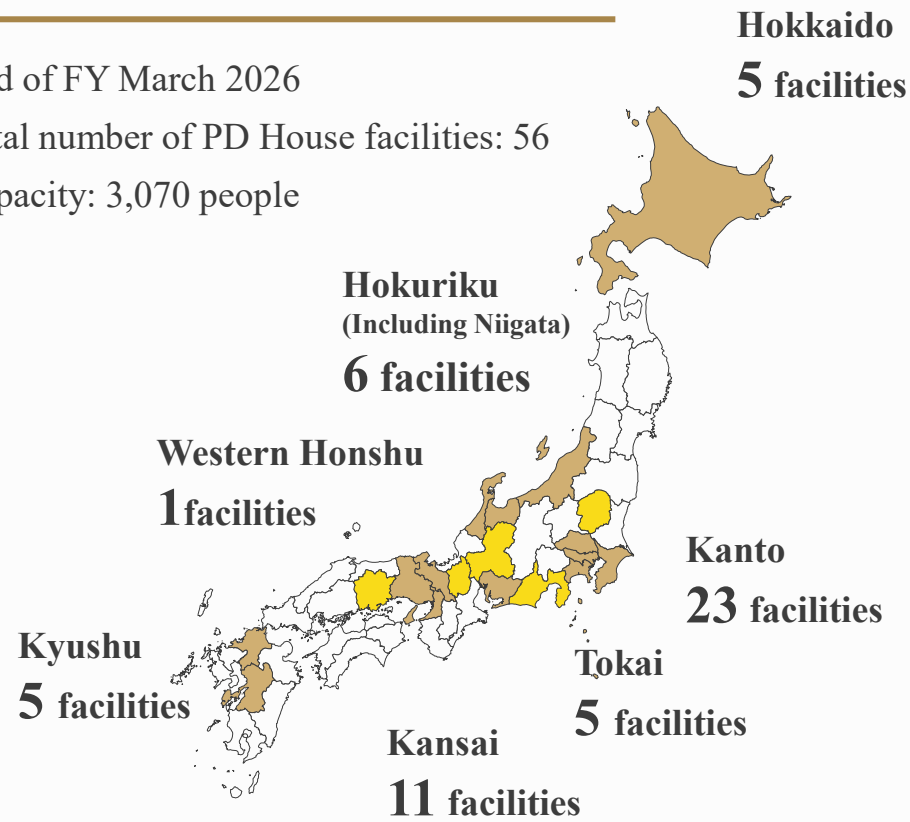 d of FY March 2026
tal number of PD House facilities: 56
pacity: 3,070 people
Hokkaido
5 facilities
Hokuriku
(Including Niigata)
6 facilities
Western Honshu
1facilities
Kanto
23 facilities
Kyushu
5 facilities
Tokai
5 facilities
Kansai
11 facilities